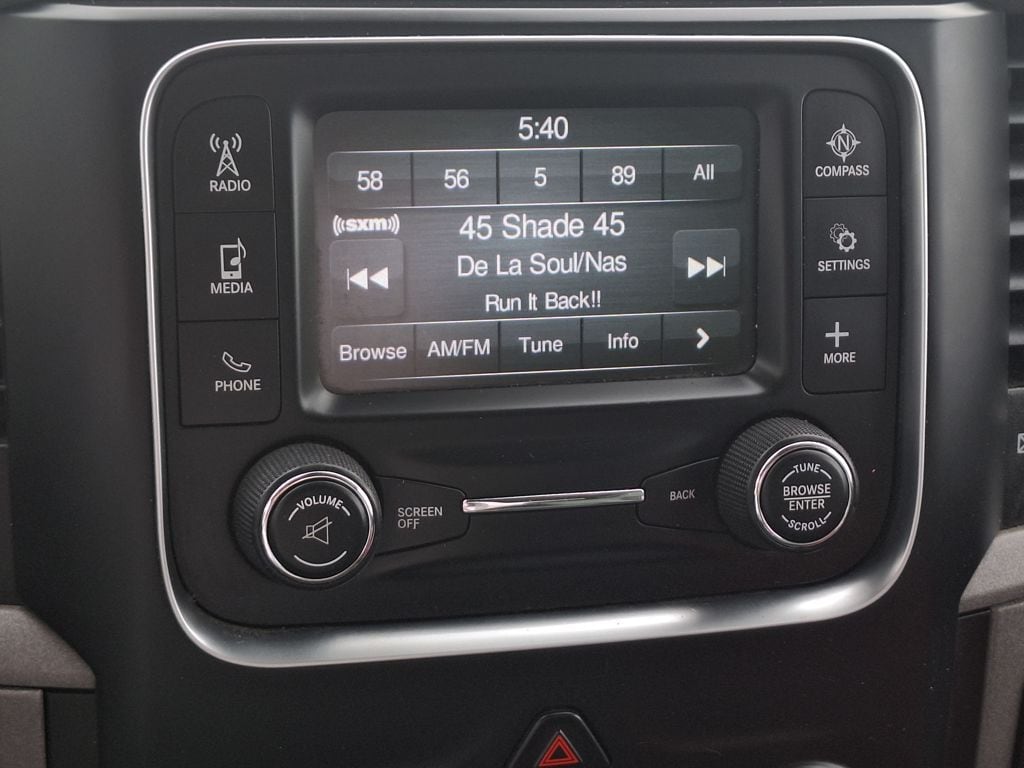 5:40
58 56 5 89 All
((sxm)) 45 Shade 45
De La Soul/Nas
Run It Back!!
Browse AM/FM Tune Info
RADIO
MEDIA
PHONE
N
COMPASS
SETTINGS
MORE
VOLUME
SCREEN
OFF
BACK
TUNE
BROWSE
ENTER
SCROLL